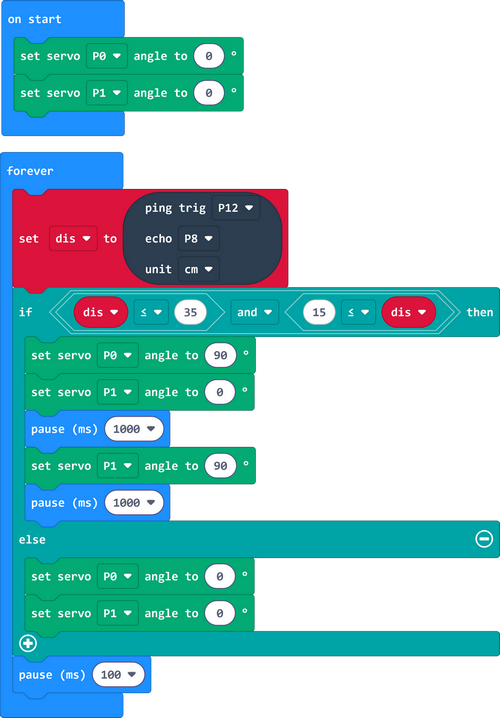 on start
set servo P0 angle to 0 °
set servo P1 angle to 0 °
forever
ping trig P12
set dis to echo P8
unit cm
if dis ≤ 35 and 15 ≤ dis then
set servo P0 angle to 90 °
set servo P1 angle to 0 °
pause (ms) 1000
set servo P1 angle to 90 °
pause (ms) 1000
else
set servo P0 angle to 0 °
set servo P1 angle to 0 °
pause (ms) 100